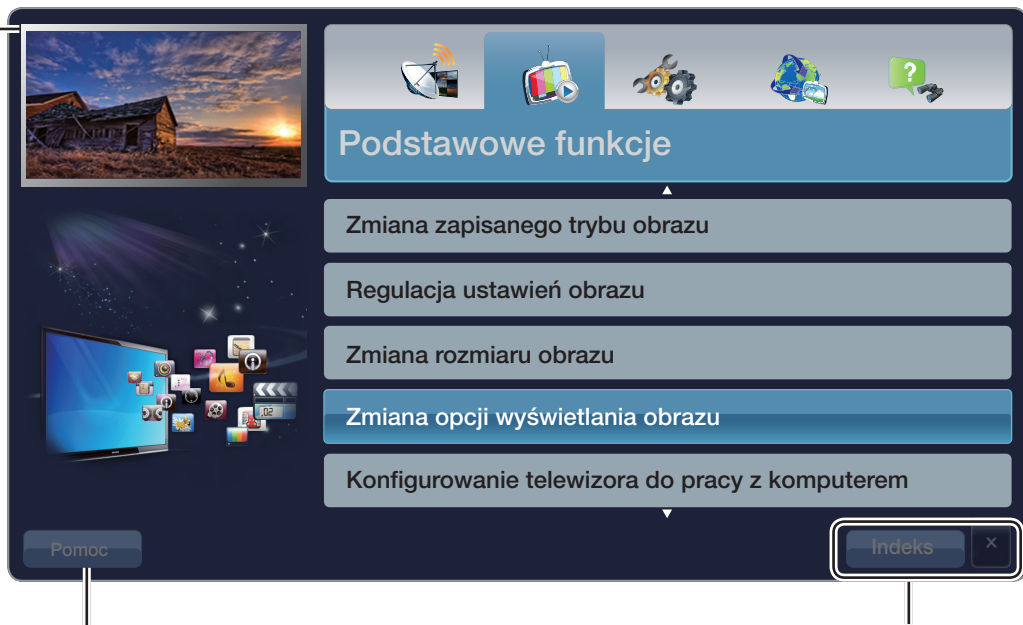 Podstawowe funkcje
Zmiana zapisanego trybu obrazu
Regulacja ustawień obrazu
Zmiana rozmiaru obrazu
Zmiana opcji wyświetlania obrazu
Konfigurowanie telewizora do pracy z komputerem
Pomoc
Indeks
x